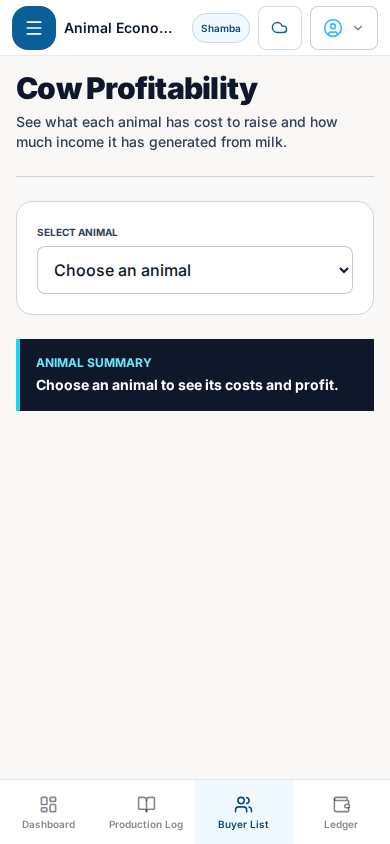 Animal Econo...
Shamba
Cow Profitability
See what each animal has cost to raise and how
much income it has generated from milk.
SELECT ANIMAL
Choose an animal
ANIMAL SUMMARY
Choose an animal to see its costs and profit.
Dashboard
Production Log
Buyer List
Ledger